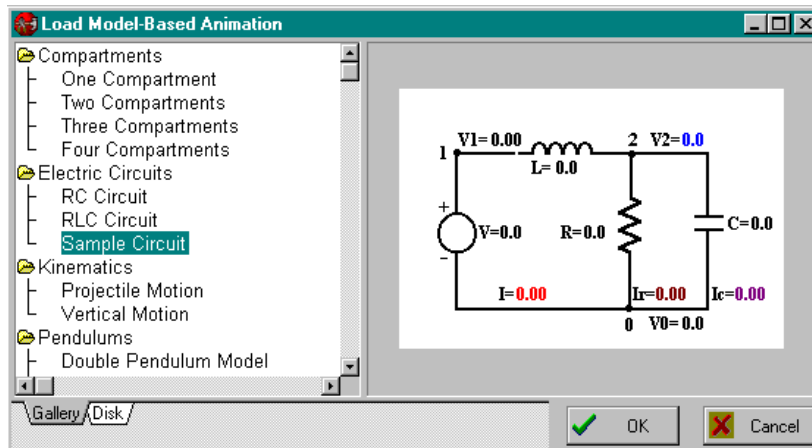 Load Model-Based Animation
Compartments
One Compartment
Two Compartments
Three Compartments
Four Compartments
Electric Circuits
RC Circuit
RLC Circuit
Sample Circuit
Kinematics
Projectile Motion
Vertical Motion
Pendulums
Double Pendulum Model
Gallery Disk
1 V1= 0.00 2 V2=0.0
L= 0.0
+ V=0.0 - R=0.0 C=0.0
I=0.00 Ir=0.00 Ic=0.00
0 V0= 0.0
OK Cancel